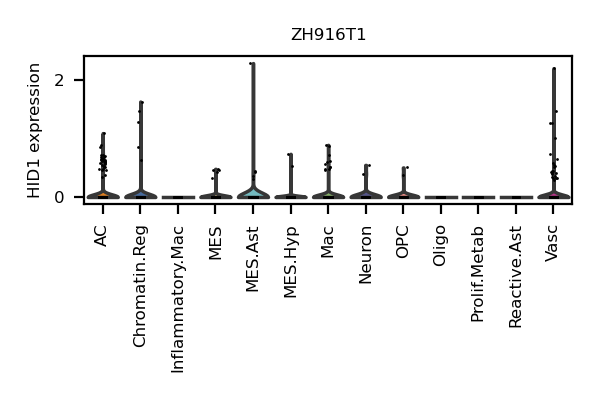 ZH916T1
HID1 expression
2
0
AC
Chromatin.Reg
Inflammatory.Mac
MES
MES.Ast
MES.Hyp
Mac
Neuron
OPC
Oligo
Prolif.Metab
Reactive.Ast
Vasc